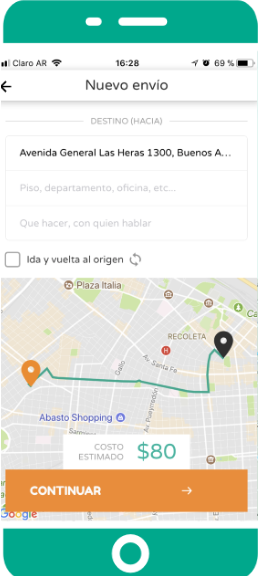 Claro AR 16:28 69 %
Nuevo envío
DESTINO (HACIA)
Avenida General Las Heras 1300, Buenos A...
Piso, departamento, oficina, etc...
Que hacer, con quien hablar
Ida y vuelta al origen
Plaza Italia
RECOLETA
H
Av. Santa Fe
Gallo
Av. Pueyrredón
Abasto Shopping
COSTO
ESTIMADO
$80
CONTINUAR →
Google